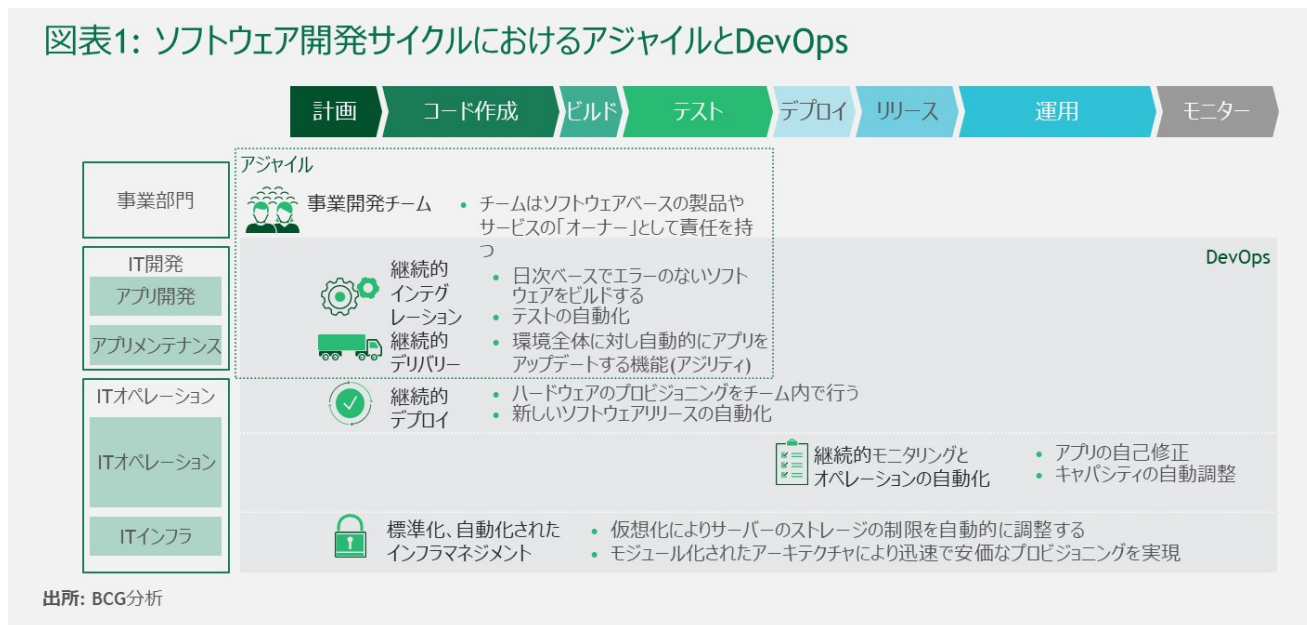 図表1: ソフトウェア開発サイクルにおけるアジャイルとDevOps
計画
コード作成
ビルド
テスト
デプロイ
リリース
運用
モニター
アジャイル
事業部門
事業開発チーム
• チームはソフトウェアベースの製品や
サービスの「オーナー」として責任を持
つ
DevOps
IT開発
アプリ開発
アプリメンテナンス
継続的
インテグ
レーション
• 日次ベースでエラーのないソフト
ウェアをビルドする
• テストの自動化
継続的
デリバリー
• 環境全体に対し自動的にアプリを
アップデートする機能(アジリティ)
ITオペレーション
継続的
デプロイ
• ハードウェアのプロビジョニングをチーム内で行う
• 新しいソフトウェアリリースの自動化
ITオペレーション
継続的モニタリングと
オペレーションの自動化
• アプリの自己修正
• キャパシティの自動調整
ITインフラ
標準化、自動化された
インフラマネジメント
• 仮想化によりサーバーのストレージの制限を自動的に調整する
• モジュール化されたアーキテクチャにより迅速で安価なプロビジョニングを実現
出所: BCG分析